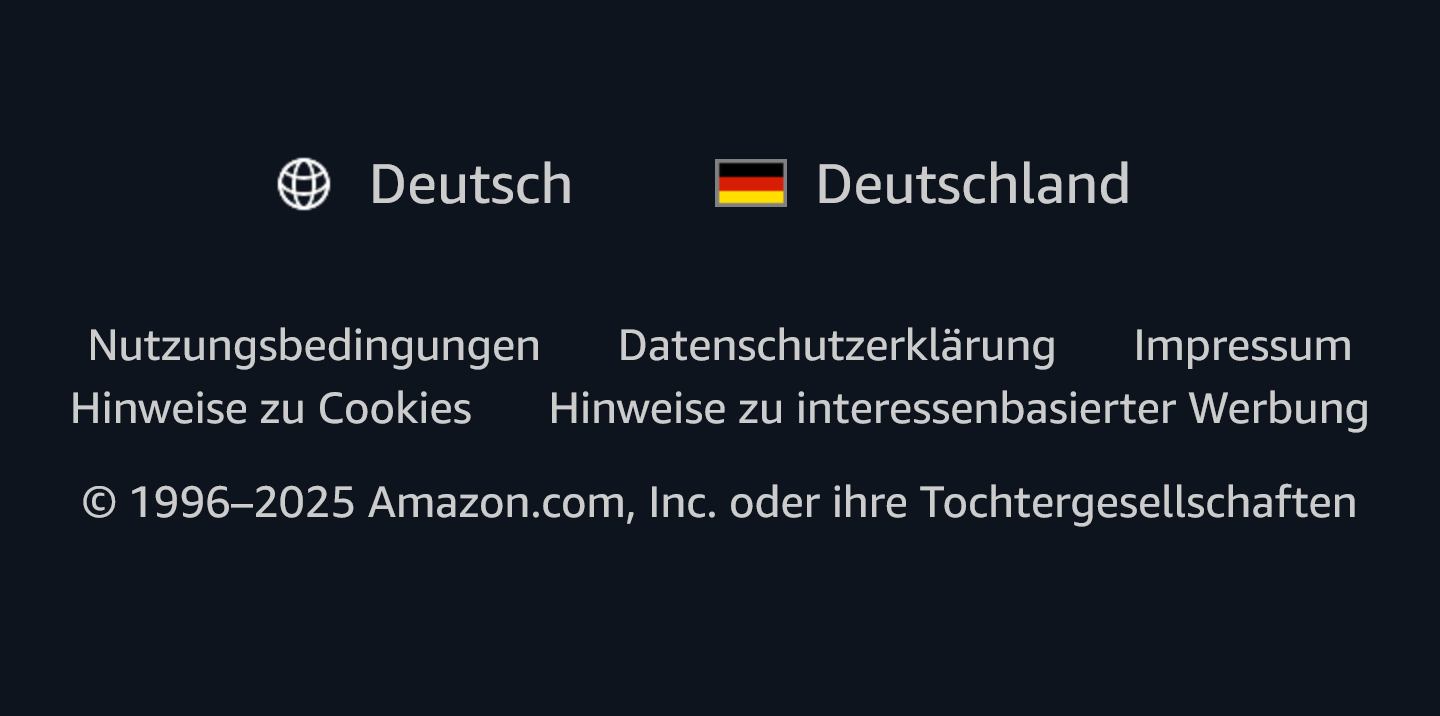 Deutsch Deutschland
Nutzungsbedingungen Datenschutzerklärung Impressum
Hinweise zu Cookies Hinweise zu interessenbasierter Werbung
© 1996–2025 Amazon.com, Inc. oder ihre Tochtergesellschaften